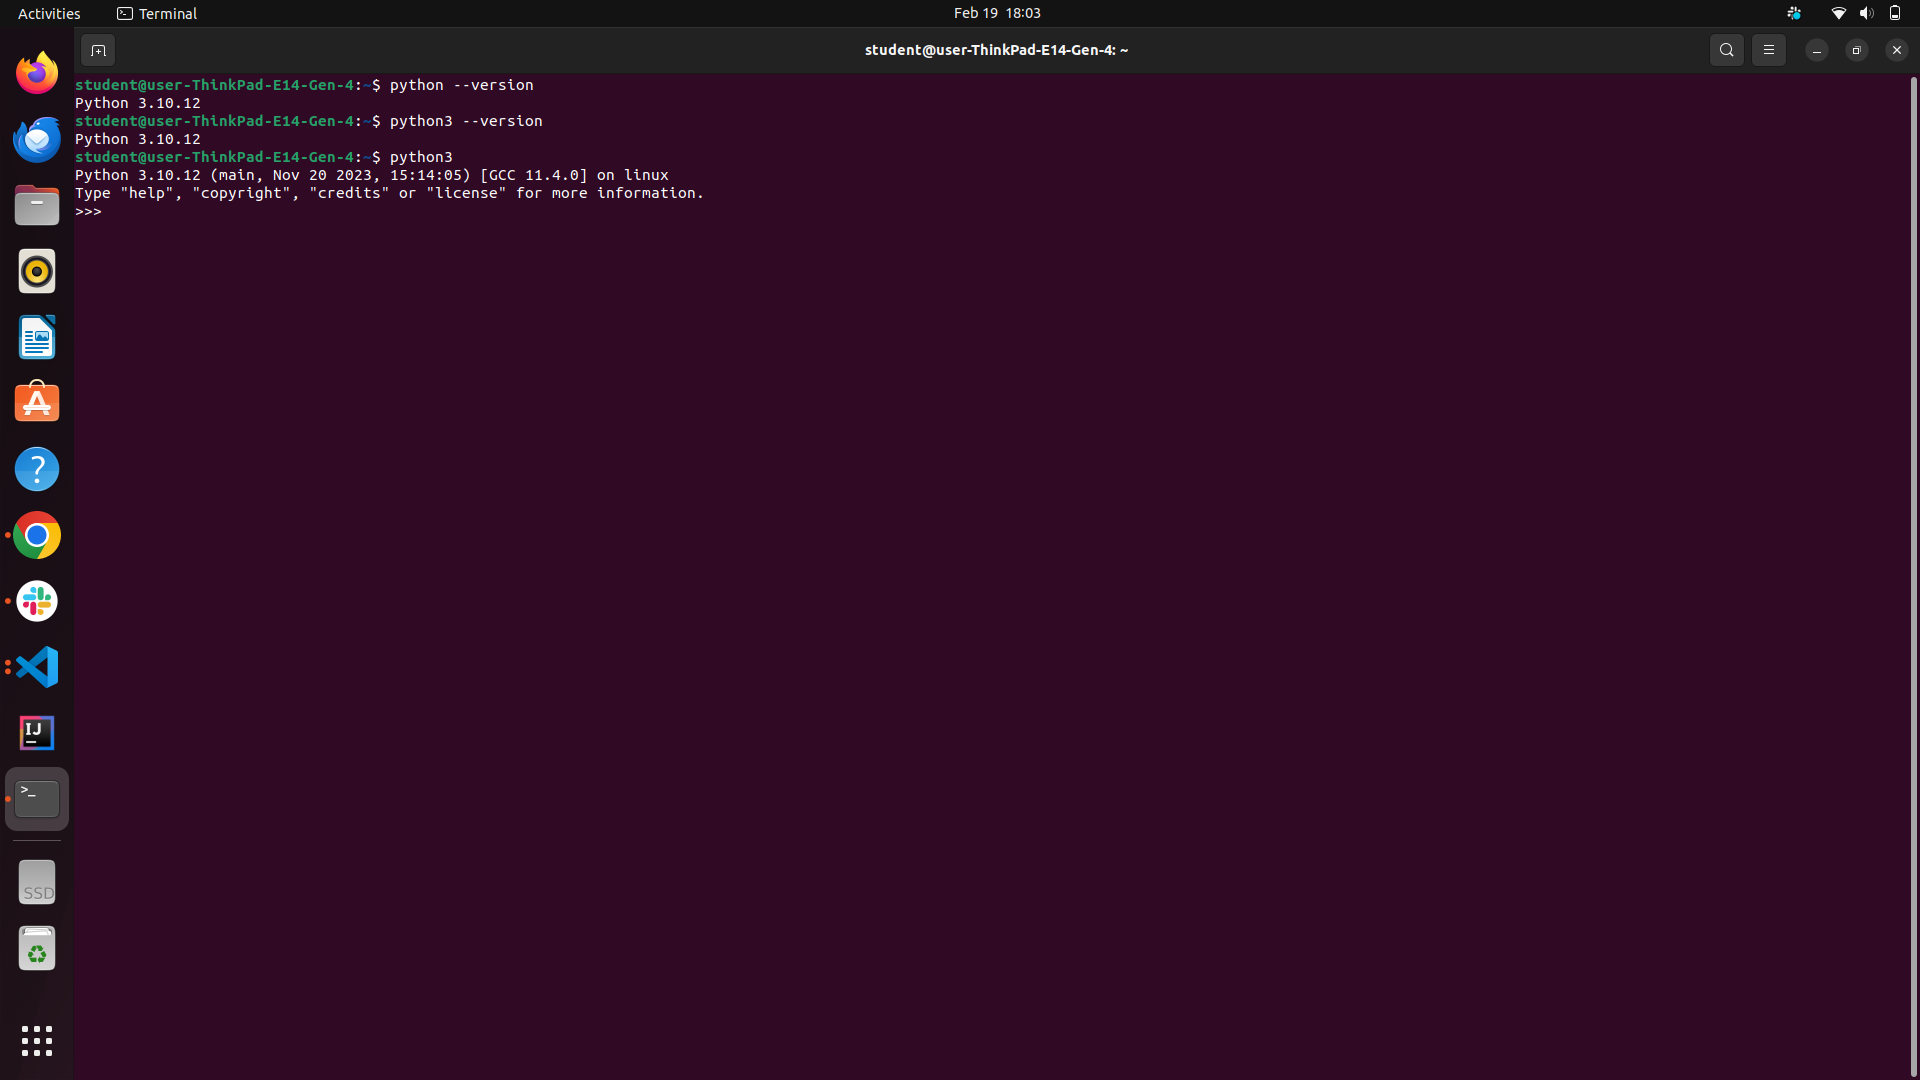 Activities
Terminal
Feb 19 18:03
student@user-ThinkPad-E14-Gen-4: ~
student@user-ThinkPad-E14-Gen-4:~$ python --version
Python 3.10.12
student@user-ThinkPad-E14-Gen-4:~$ python3 --version
Python 3.10.12
student@user-ThinkPad-E14-Gen-4:~$ python3
Python 3.10.12 (main, Nov 20 2023, 15:14:05) [GCC 11.4.0] on linux
Type "help", "copyright", "credits" or "license" for more information.
>>>
IJ
>_
SSD